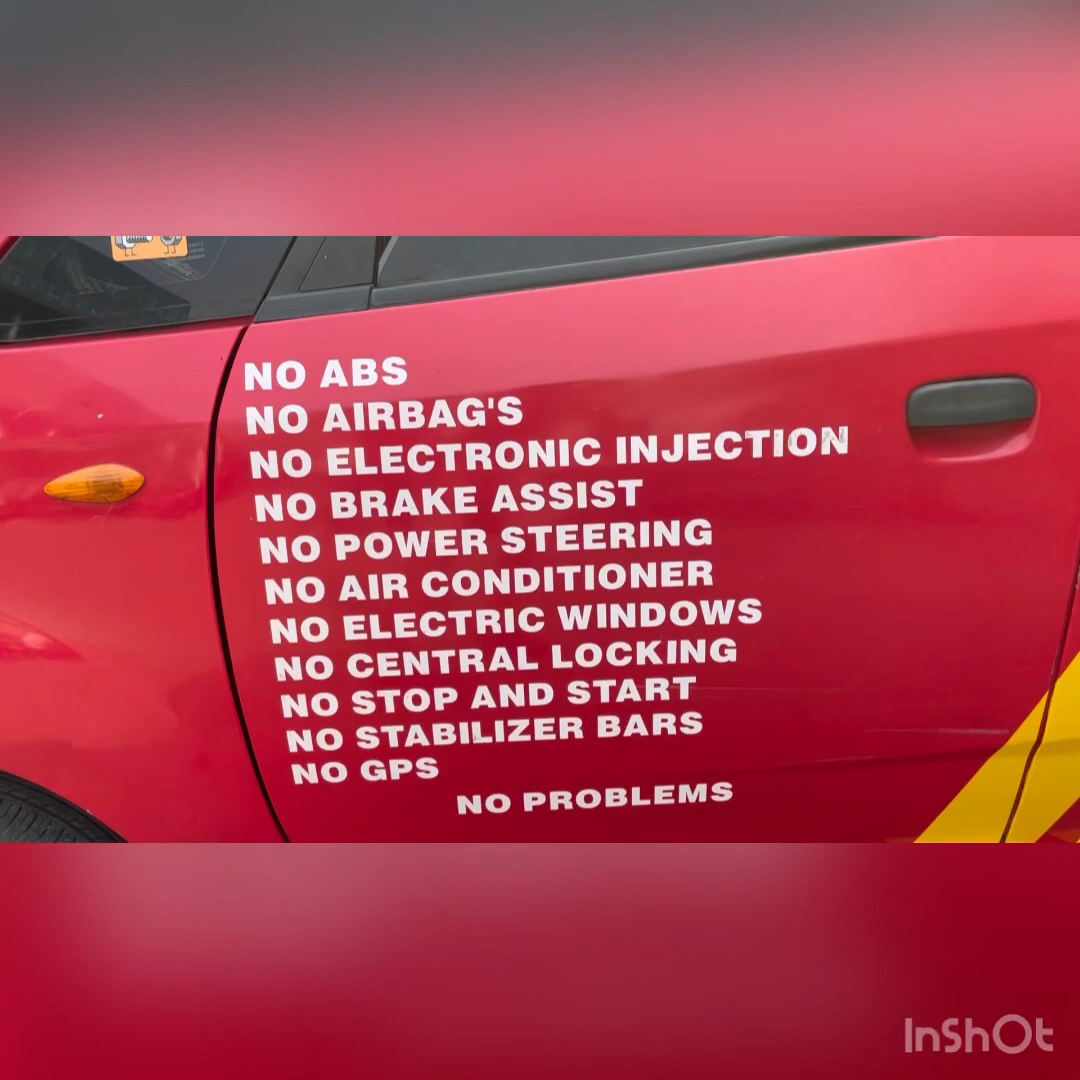 NO ABS
NO AIRBAG'S
NO ELECTRONIC INJECTION
NO BRAKE ASSIST
NO POWER STEERING
NO AIR CONDITIONER
NO ELECTRIC WINDOWS
NO CENTRAL LOCKING
NO STOP AND START
NO STABILIZER BARS
NO GPS
NO PROBLEMS
InShOt